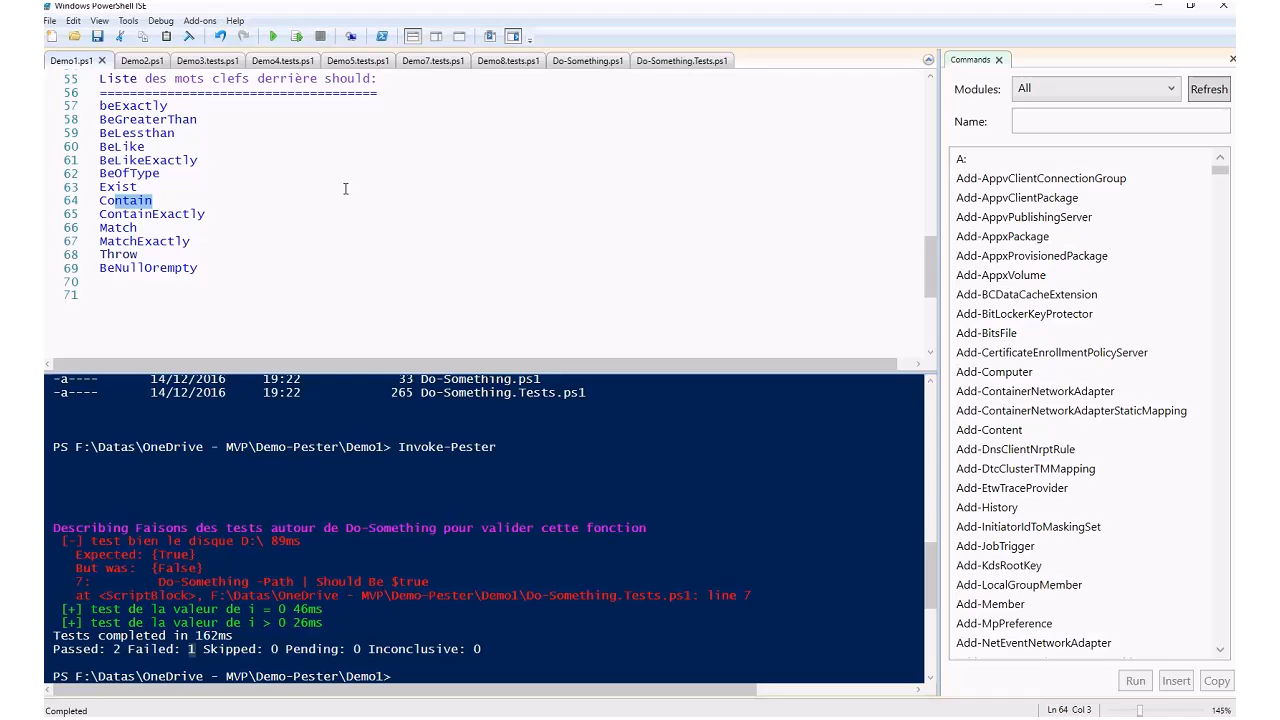 Windows PowerShell ISE
File Edit View Tools Debug Add-ons Help
Demo1.ps1 Demo2.ps1 Demo3.tests.ps1 Demo4.tests.ps1 Demo5.tests.ps1 Demo7.tests.ps1 Demo8.tests.ps1 Do-Something.ps1 Do-Something.Tests.ps1
55 Liste des mots clefs derrière should:
56 =====================================
57 beExactly
58 BeGreaterThan
59 BeLessthan
60 BeLike
61 BeLikeExactly
62 BeOfType
63 Exist
64 Contain
65 ContainExactly
66 Match
67 MatchExactly
68 Throw
69 BeNullOrempty
70
71
-a---- 14/12/2016 19:22 33 Do-Something.ps1
-a---- 14/12/2016 19:22 265 Do-Something.Tests.ps1
PS F:\Datas\OneDrive - MVP\Demo-Pester\Demo1> Invoke-Pester
Describing Faisons des tests autour de Do-Something pour valider cette fonction
[-] test bien le disque D:\ 89ms
Expected: {True}
But was: {False}
7: Do-Something -Path | Should Be $true
at <ScriptBlock>, F:\Datas\OneDrive - MVP\Demo-Pester\Demo1\Do-Something.Tests.ps1: line 7
[+] test de la valeur de i = 0 46ms
[+] test de la valeur de i > 0 26ms
Tests completed in 162ms
Passed: 2 Failed: 1 Skipped: 0 Pending: 0 Inconclusive: 0
PS F:\Datas\OneDrive - MVP\Demo-Pester\Demo1>
Commands
Modules: All Refresh
Name:
A:
Add-AppvClientConnectionGroup
Add-AppvClientPackage
Add-AppvPublishingServer
Add-AppxPackage
Add-AppxProvisionedPackage
Add-AppxVolume
Add-BCDataCacheExtension
Add-BitLockerKeyProtector
Add-BitsFile
Add-CertificateEnrollmentPolicyServer
Add-Computer
Add-ContainerNetworkAdapter
Add-ContainerNetworkAdapterStaticMapping
Add-Content
Add-DnsClientNrptRule
Add-DtcClusterTMMapping
Add-EtwTraceProvider
Add-History
Add-InitiatorIdToMaskingSet
Add-JobTrigger
Add-KdsRootKey
Add-LocalGroupMember
Add-Member
Add-MpPreference
Add-NetEventNetworkAdapter
Run Insert Copy
Completed Ln 64 Col 3 145%